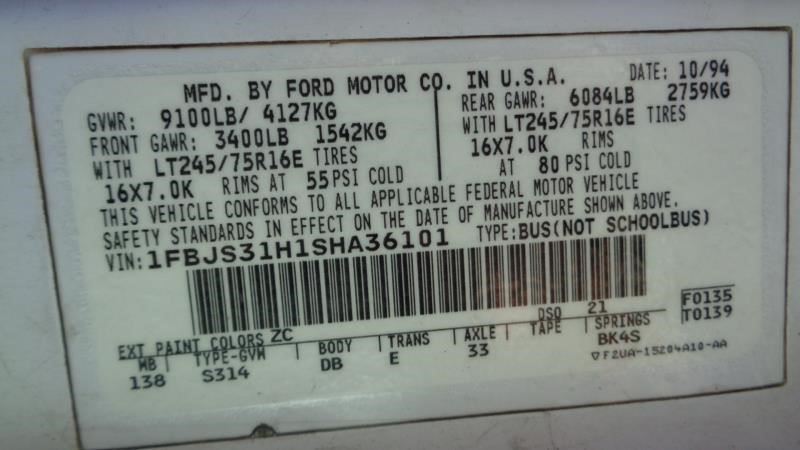 MFD. BY FORD MOTOR CO. IN U.S.A.
DATE: 10/94
GVWR: 9100LB/ 4127KG
FRONT GAWR: 3400LB 1542KG
WITH LT245/75R16E TIRES
16X7.0K RIMS AT 55 PSI COLD
REAR GAWR: 6084LB 2759KG
WITH LT245/75R16E TIRES
16X7.0K RIMS
AT 80 PSI COLD
THIS VEHICLE CONFORMS TO ALL APPLICABLE FEDERAL MOTOR VEHICLE
SAFETY STANDARDS IN EFFECT ON THE DATE OF MANUFACTURE SHOWN ABOVE.
VIN: 1FBJS31H1SHA36101 TYPE: BUS(NOT SCHOOLBUS)
EXT PAINT COLORS ZC DSO 21 F0135
T0139
WB TYPE-GVW BODY TRANS AXLE TAPE SPRINGS
138 S314 DB E 33 BK4S
▽ F2UA-15204A10-AA